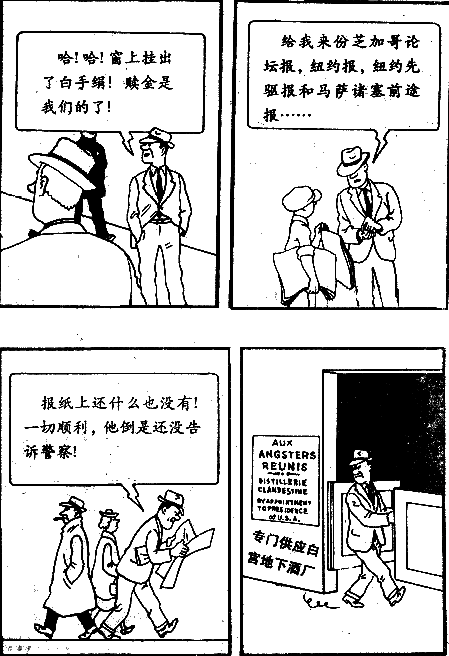 哈！哈！窗上挂出
了白手绢！赎金是
我们的了！
给我来份芝加哥论
坛报，纽约报，纽约先
驱报和马萨诸塞前途
报……
报纸上还什么也没有！
一切顺利，他倒是还没告
诉警察！
AUX
ANGSTERS
REUNIS
DISTILLERIE
CLANDESTINE
BY APPOINTMENT
TO PRESIDENCE
OF U.S.A.
专门供应白
宫地下酒厂